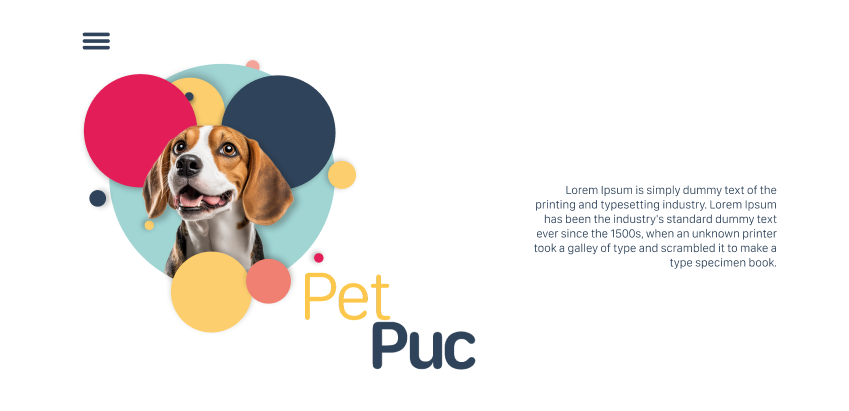 Lorem Ipsum is simply dummy text of the
printing and typesetting industry. Lorem Ipsum
has been the industry's standard dummy text
ever since the 1500s, when an unknown printer
took a galley of type and scrambled it to make a
type specimen book.
Pet
Puc